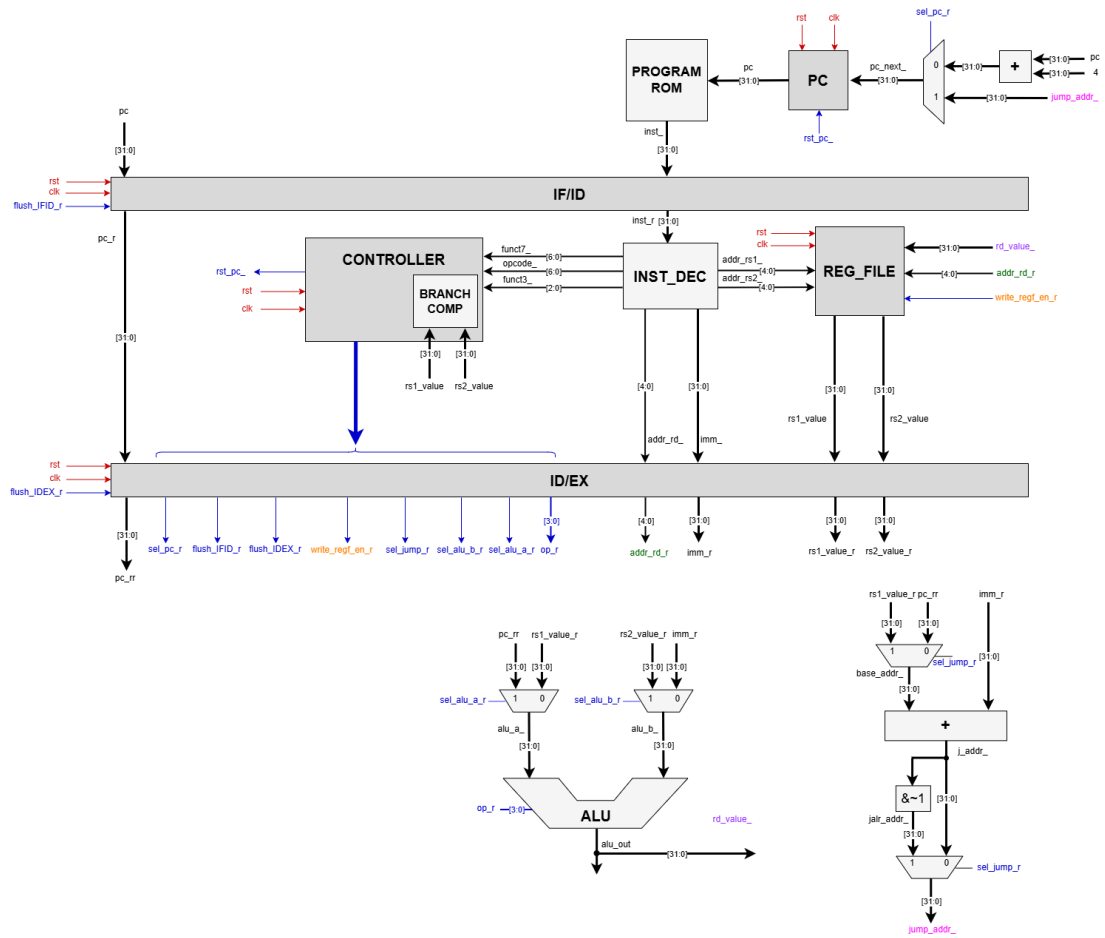 sel_pc_r
rst
clk
PROGRAM
ROM
pc
[31:0]
PC
pc_next_
[31:0]
0
1
[31:0]
+
[31:0]
pc
[31:0]
4
[31:0]
jump_addr_
rst_pc_
pc
[31:0]
inst_
[31:0]
rst
clk
flush_IFID_r
IF/ID
pc_r
inst_r
[31:0]
CONTROLLER
BRANCH
COMP
rst_pc_
rst
clk
funct7_
[6:0]
opcode_
[6:0]
funct3_
[2:0]
INST_DEC
addr_rs1_
[4:0]
addr_rs2_
[4:0]
rst
clk
REG_FILE
[31:0]
rd_value_
[4:0]
addr_rd_r
write_regf_en_r
[31:0]
[31:0]
rs1_value
rs2_value
[31:0]
[4:0]
[31:0]
[31:0]
[31:0]
addr_rd_
imm_
rs1_value
rs2_value
rst
clk
flush_IDEX_r
ID/EX
[31:0]
pc_rr
sel_pc_r
flush_IFID_r
flush_IDEX_r
write_regf_en_r
sel_jump_r
sel_alu_b_r
sel_alu_a_r
[3:0]
op_r
[4:0]
addr_rd_r
[31:0]
imm_r
[31:0]
rs1_value_r
[31:0]
rs2_value_r
pc_rr
rs1_value_r
[31:0]
[31:0]
1
0
sel_alu_a_r
alu_a_
[31:0]
rs2_value_r
imm_r
[31:0]
[31:0]
1
0
sel_alu_b_r
alu_b_
[31:0]
op_r
[3:0]
ALU
alu_out
[31:0]
rd_value_
rs1_value_r
pc_rr
imm_r
[31:0]
[31:0]
1
0
sel_jump_r
[31:0]
base_addr_
[31:0]
+
j_addr_
&~1
[31:0]
jalr_addr_
[31:0]
1
0
sel_jump_r
[31:0]
jump_addr_